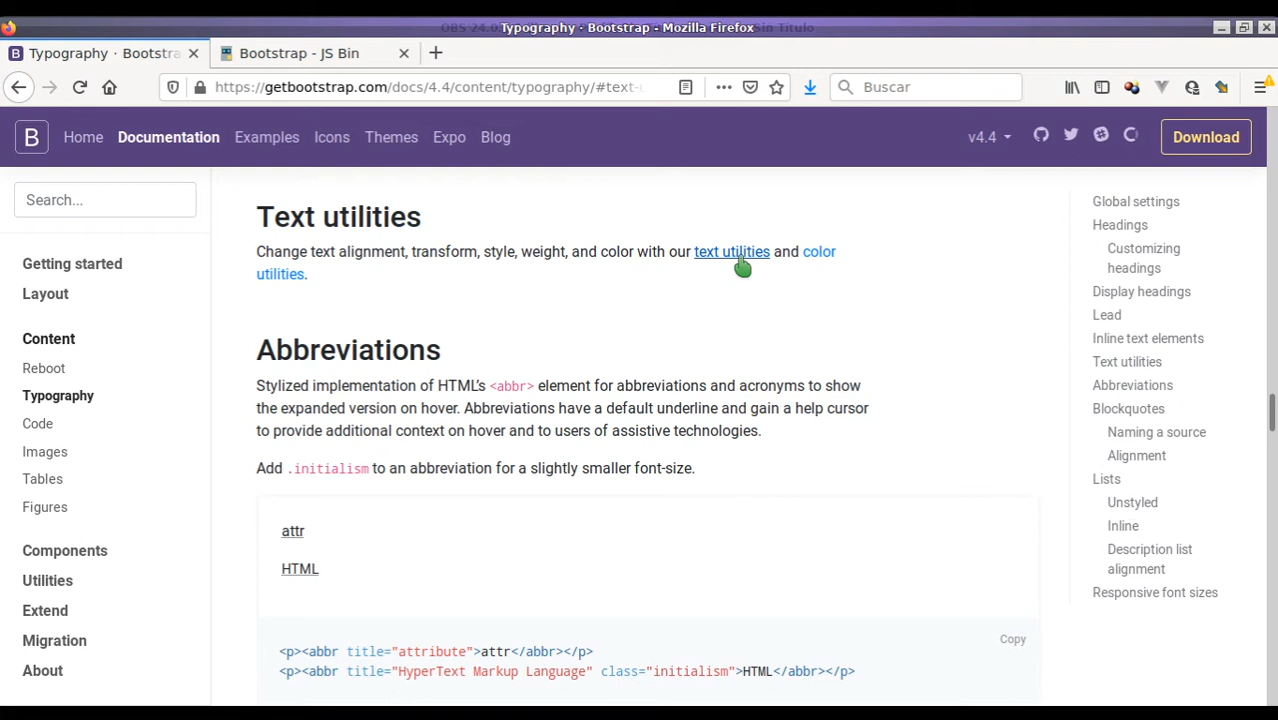 Typography · Bootstrap - Mozilla Firefox
Typography · Bootstra
Bootstrap - JS Bin
https://getbootstrap.com/docs/4.4/content/typography/#text-
Buscar
B
Home
Documentation
Examples
Icons
Themes
Expo
Blog
v4.4
Download
Search...
Getting started
Layout
Content
Reboot
Typography
Code
Images
Tables
Figures
Components
Utilities
Extend
Migration
About
Text utilities
Change text alignment, transform, style, weight, and color with our text utilities and color
utilities.
Abbreviations
Stylized implementation of HTML's <abbr> element for abbreviations and acronyms to show
the expanded version on hover. Abbreviations have a default underline and gain a help cursor
to provide additional context on hover and to users of assistive technologies.
Add .initialism to an abbreviation for a slightly smaller font-size.
attr
HTML
Copy
<p><abbr title="attribute">attr</abbr></p>
<p><abbr title="HyperText Markup Language" class="initialism">HTML</abbr></p>
Global settings
Headings
Customizing
headings
Display headings
Lead
Inline text elements
Text utilities
Abbreviations
Blockquotes
Naming a source
Alignment
Lists
Unstyled
Inline
Description list
alignment
Responsive font sizes